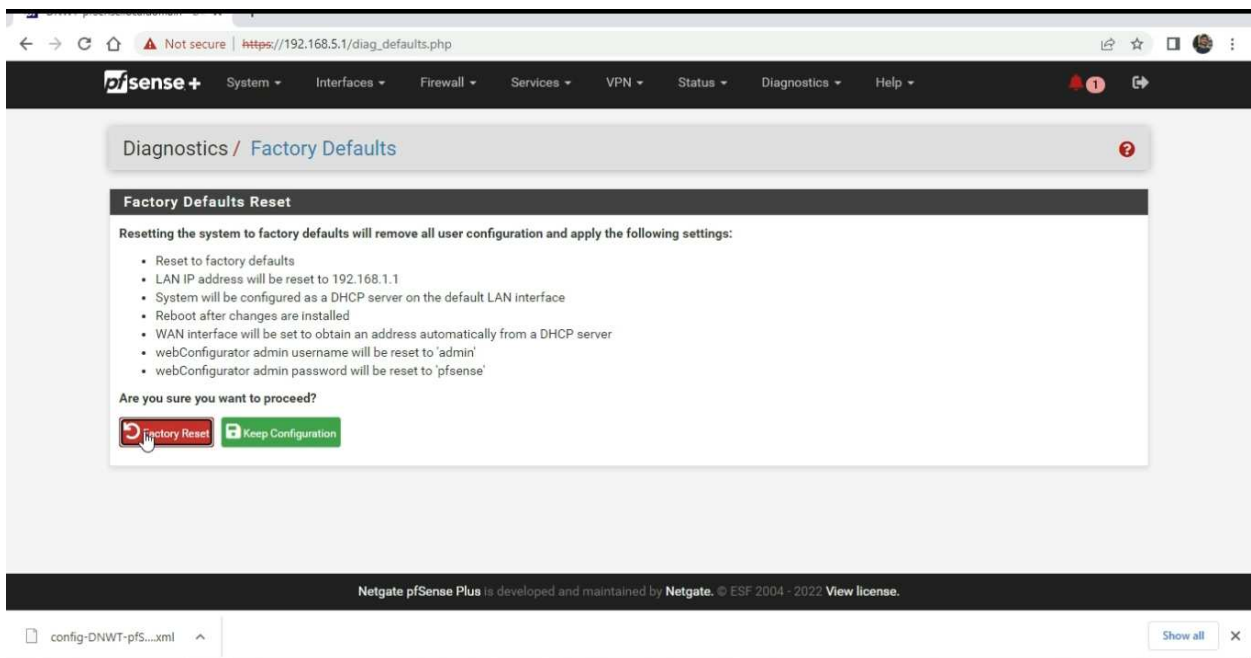 Not secure | https://192.168.5.1/diag_defaults.php
pfsense + System Interfaces Firewall Services VPN Status Diagnostics Help 1
Diagnostics / Factory Defaults
Factory Defaults Reset
Resetting the system to factory defaults will remove all user configuration and apply the following settings:
• Reset to factory defaults
• LAN IP address will be reset to 192.168.1.1
• System will be configured as a DHCP server on the default LAN interface
• Reboot after changes are installed
• WAN interface will be set to obtain an address automatically from a DHCP server
• webConfigurator admin username will be reset to 'admin'
• webConfigurator admin password will be reset to 'pfsense'
Are you sure you want to proceed?
Factory Reset Keep Configuration
Netgate pfSense Plus is developed and maintained by Netgate. © ESF 2004 - 2022 View license.
config-DNWT-pfS....xml Show all